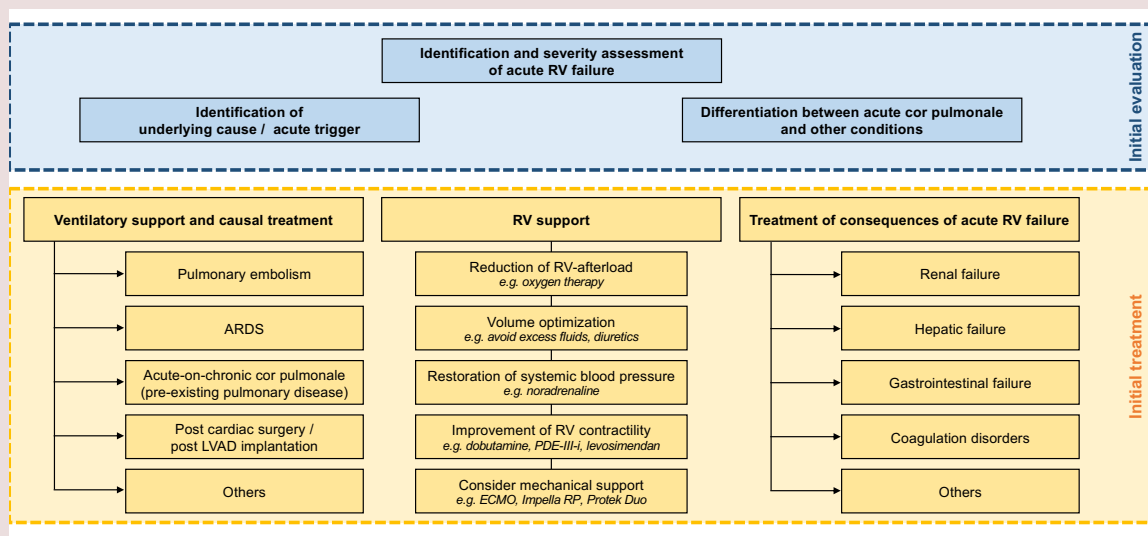 Identification and severity assessment
of acute RV failure
Identification of
underlying cause / acute trigger
Differentiation between acute cor pulmonale
and other conditions
Initial evaluation
Ventilatory support and causal treatment
Pulmonary embolism
ARDS
Acute-on-chronic cor pulmonale
(pre-existing pulmonary disease)
Post cardiac surgery /
post LVAD implantation
Others
RV support
Reduction of RV-afterload
e.g. oxygen therapy
Volume optimization
e.g. avoid excess fluids, diuretics
Restoration of systemic blood pressure
e.g. noradrenaline
Improvement of RV contractility
e.g. dobutamine, PDE-III-i, levosimendan
Consider mechanical support
e.g. ECMO, Impella RP, Protek Duo
Treatment of consequences of acute RV failure
Renal failure
Hepatic failure
Gastrointestinal failure
Coagulation disorders
Others
Initial treatment